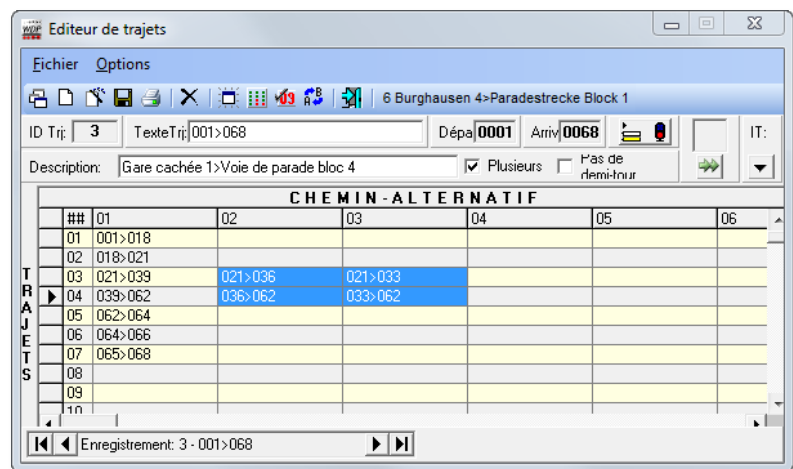 Editeur de trajets
Fichier Options
6 Burghausen 4>Paradestrecke Block 1
ID Trj: 3 TexteTrj: 001>068 Dépa 0001 Arriv 0068 IT:
Description: Gare cachée 1>Voie de parade bloc 4 Plusieurs Pas de demi-tour
CHEMIN-ALTERNATIF
## 01 02 03 04 05 06
01 001>018
02 018>021
03 021>039 021>036 021>033
04 039>062 036>062 033>062
05 062>064
06 064>066
07 065>068
08
09
10
TRAJETS
Enregistrement: 3 - 001>068